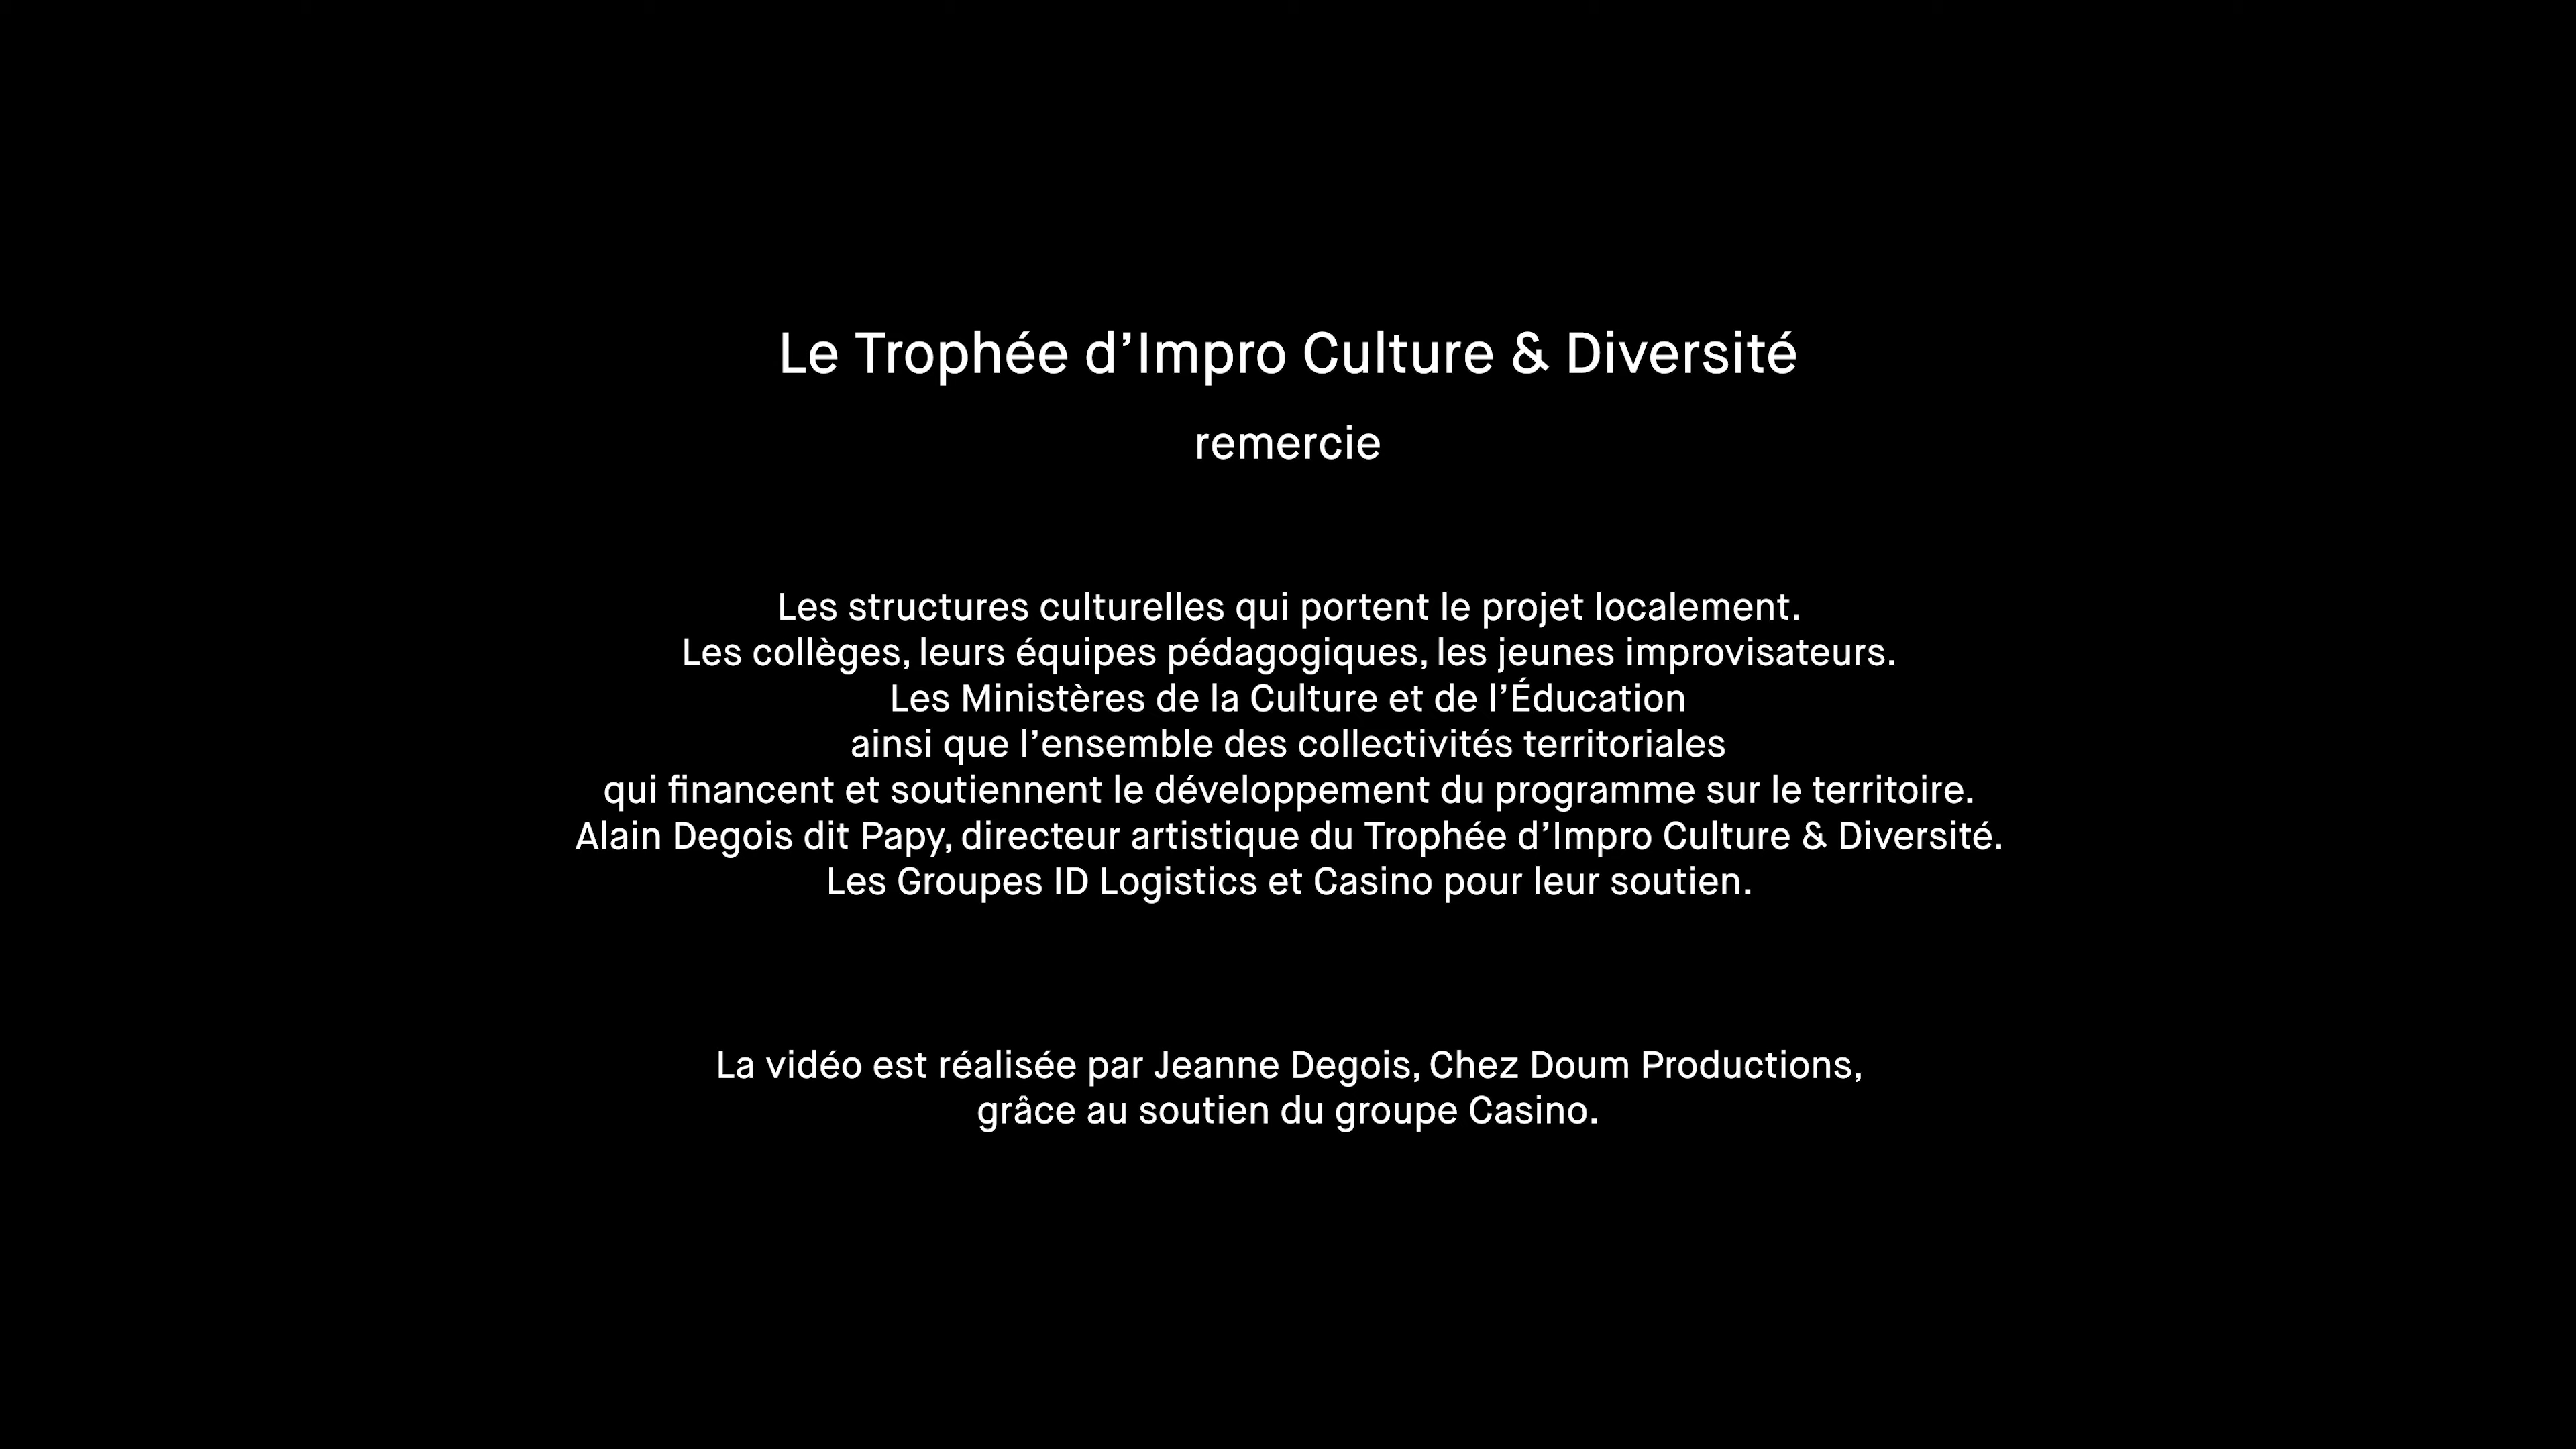 Le Trophée d’Impro Culture & Diversité
remercie
Les structures culturelles qui portent le projet localement.
Les collèges, leurs équipes pédagogiques, les jeunes improvisateurs.
Les Ministères de la Culture et de l’Éducation
ainsi que l’ensemble des collectivités territoriales
qui financent et soutiennent le développement du programme sur le territoire.
Alain Degois dit Papy, directeur artistique du Trophée d’Impro Culture & Diversité.
Les Groupes ID Logistics et Casino pour leur soutien.
La vidéo est réalisée par Jeanne Degois, Chez Doum Productions,
grâce au soutien du groupe Casino.